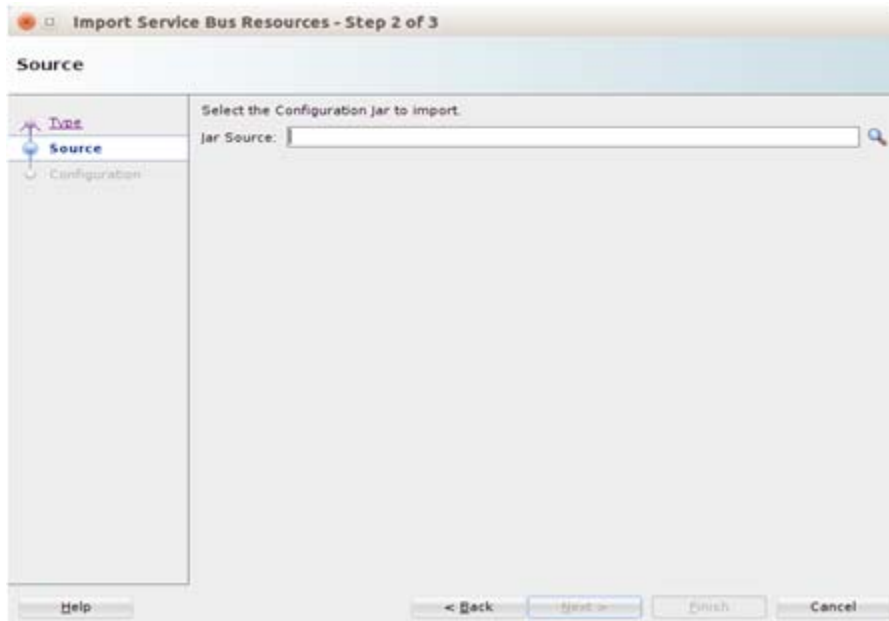 Import Service Bus Resources - Step 2 of 3
Source
Type
Source
Configuration
Select the Configuration Jar to import.
Jar Source:
Help
< Back
Next >
Finish
Cancel